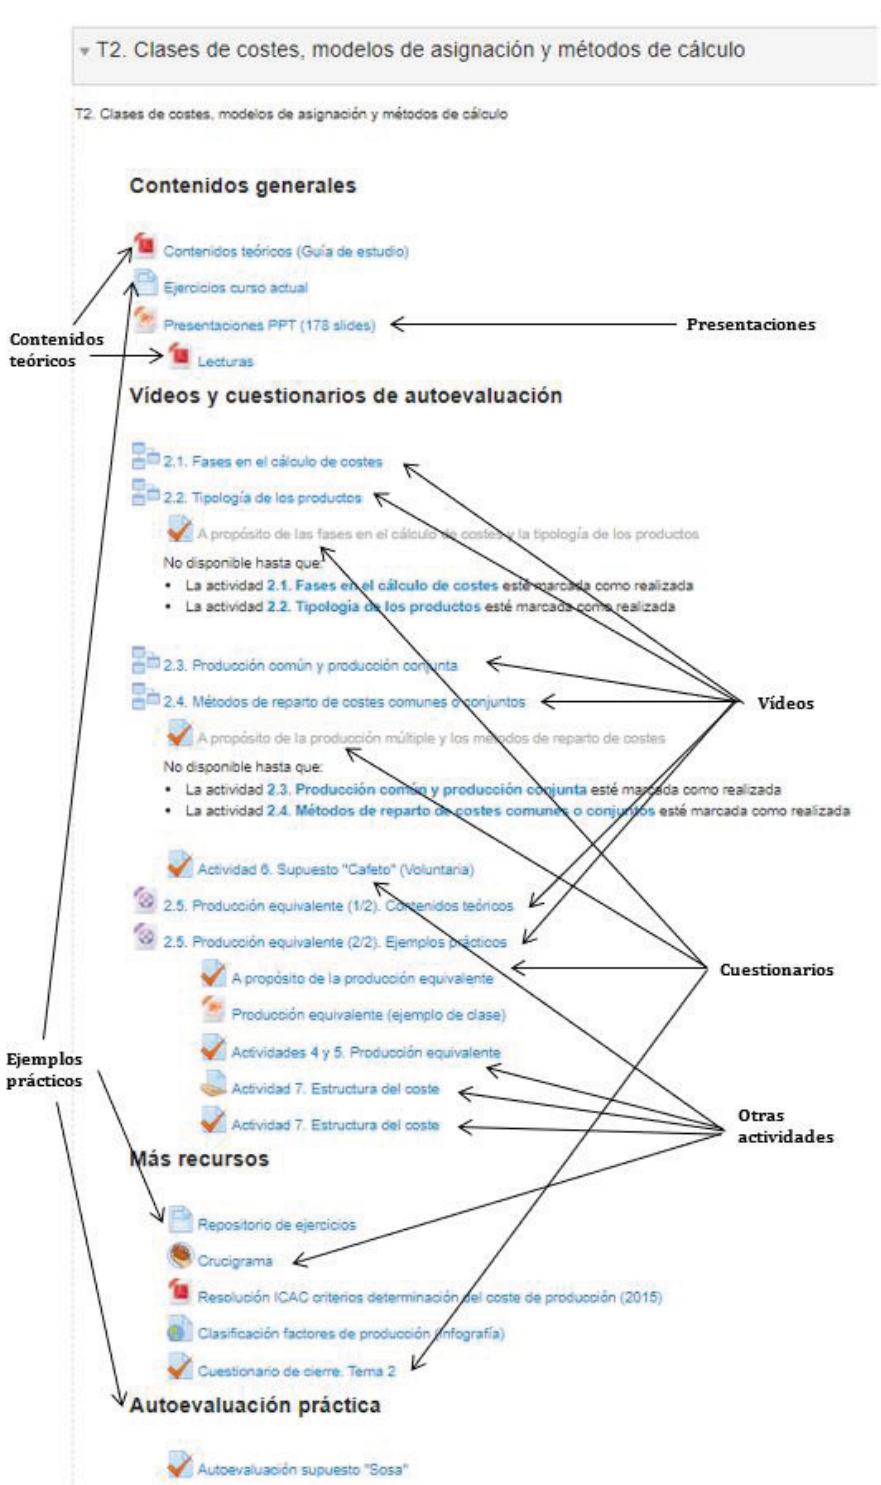 T2. Clases de costes, modelos de asignación y métodos de cálculo
T2. Clases de costes, modelos de asignación y métodos de cálculo
Contenidos generales
Contenidos teóricos (Guía de estudio)
Ejercicios curso actual
Presentaciones PPT (178 slides)
Presentaciones
Contenidos
teóricos
Lecturas
Vídeos y cuestionarios de autoevaluación
2.1. Fases en el cálculo de costes
2.2. Tipología de los productos
A propósito de las fases en el cálculo de costes y la tipología de los productos
No disponible hasta que:
• La actividad 2.1. Fases en el cálculo de costes esté marcada como realizada
• La actividad 2.2. Tipología de los productos esté marcada como realizada
2.3. Producción común y producción conjunta
2.4. Métodos de reparto de costes comunes o conjuntos
Vídeos
A propósito de la producción múltiple y los métodos de reparto de costes
No disponible hasta que:
• La actividad 2.3. Producción común y producción conjunta esté marcada como realizada
• La actividad 2.4. Métodos de reparto de costes comunes o conjuntos esté marcada como realizada
Actividad 6. Supuesto "Cafeto" (Voluntaria)
2.5. Producción equivalente (1/2). Contenidos teóricos
2.5. Producción equivalente (2/2). Ejemplos prácticos
Cuestionarios
A propósito de la producción equivalente
Producción equivalente (ejemplo de clase)
Actividades 4 y 5. Producción equivalente
Ejemplos
prácticos
Actividad 7. Estructura del coste
Actividad 7. Estructura del coste
Otras
actividades
Más recursos
Repositorio de ejercicios
Crucigrama
Resolución ICAC criterios determinación del coste de producción (2015)
Clasificación factores de producción (Infografía)
Cuestionario de cierre. Tema 2
Autoevaluación práctica
Autoevaluación supuesto "Sosa"